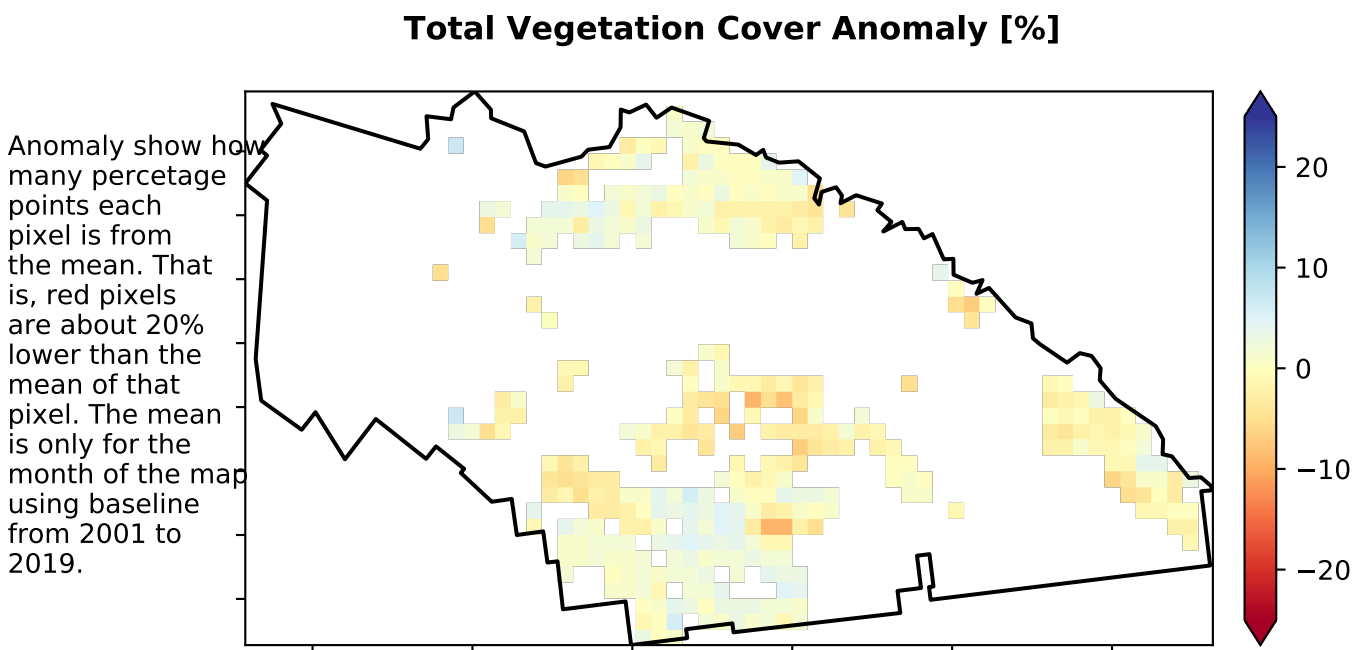 Total Vegetation Cover Anomaly [%]
Anomaly show how
many percetage
points each
pixel is from
the mean. That
is, red pixels
are about 20%
lower than the
mean of that
pixel. The mean
is only for the
month of the map
using baseline
from 2001 to
2019.
20
10
0
−10
−20